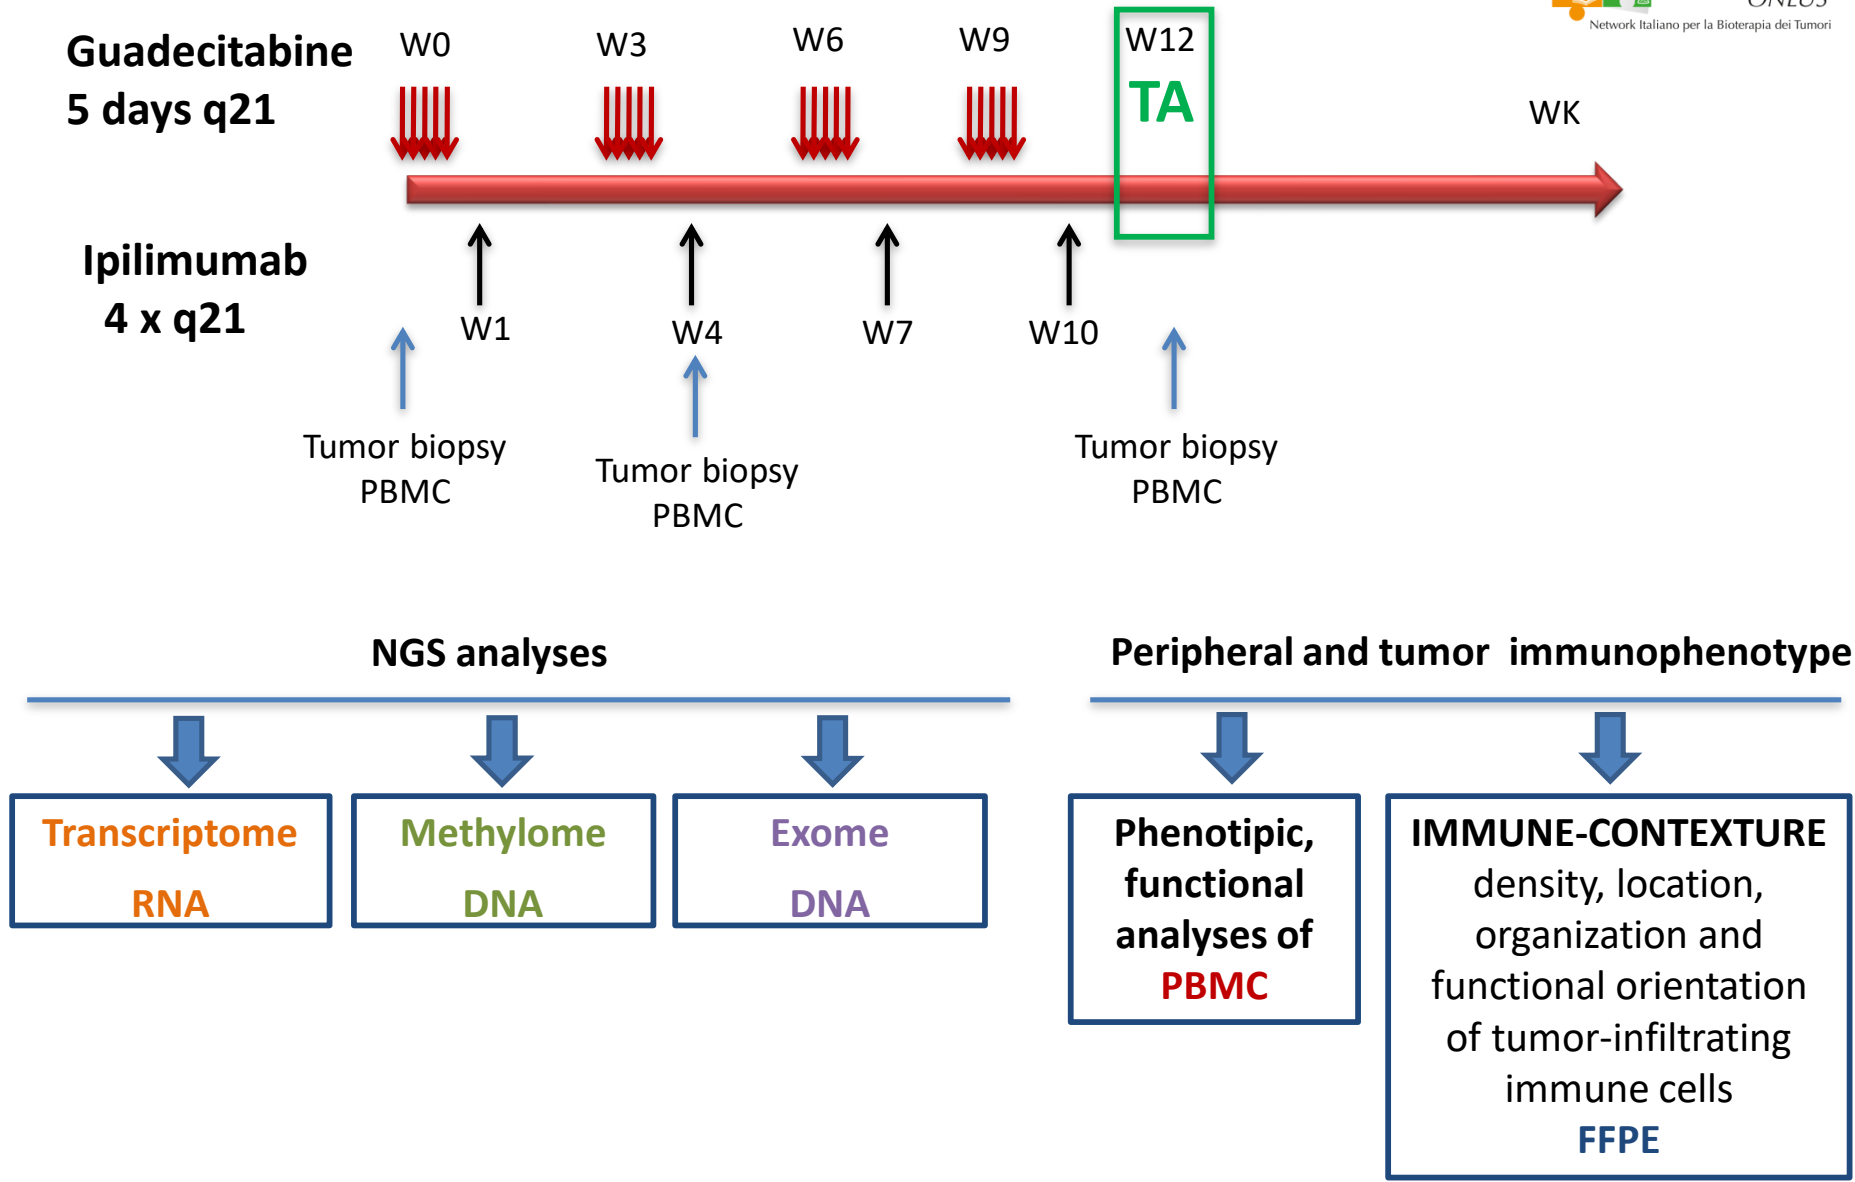 ONLUS
Network Italiano per la Bioterapia dei Tumori
Guadecitabine
5 days q21
W0
W3
W6
W9
W12
TA
WK
Ipilimumab
4 x q21
W1
W4
W7
W10
Tumor biopsy
PBMC
Tumor biopsy
PBMC
Tumor biopsy
PBMC
NGS analyses
Peripheral and tumor immunophenotype
Transcriptome
RNA
Methylome
DNA
Exome
DNA
Phenotipic,
functional
analyses of
PBMC
IMMUNE-CONTEXTURE
density, location,
organization and
functional orientation
of tumor-infiltrating
immune cells
FFPE